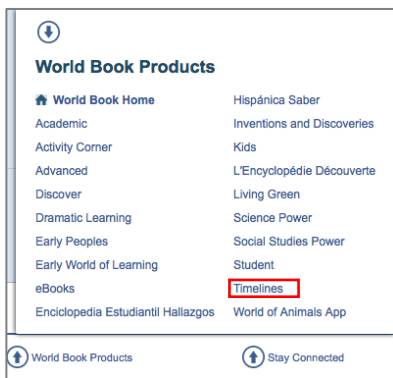 World Book Products
World Book Home
Academic
Activity Corner
Advanced
Discover
Dramatic Learning
Early Peoples
Early World of Learning
eBooks
Enciclopedia Estudiantil Hallazgos
Hispánica Saber
Inventions and Discoveries
Kids
L'Encyclopédie Découverte
Living Green
Science Power
Social Studies Power
Student
Timelines
World of Animals App
World Book Products
Stay Connected